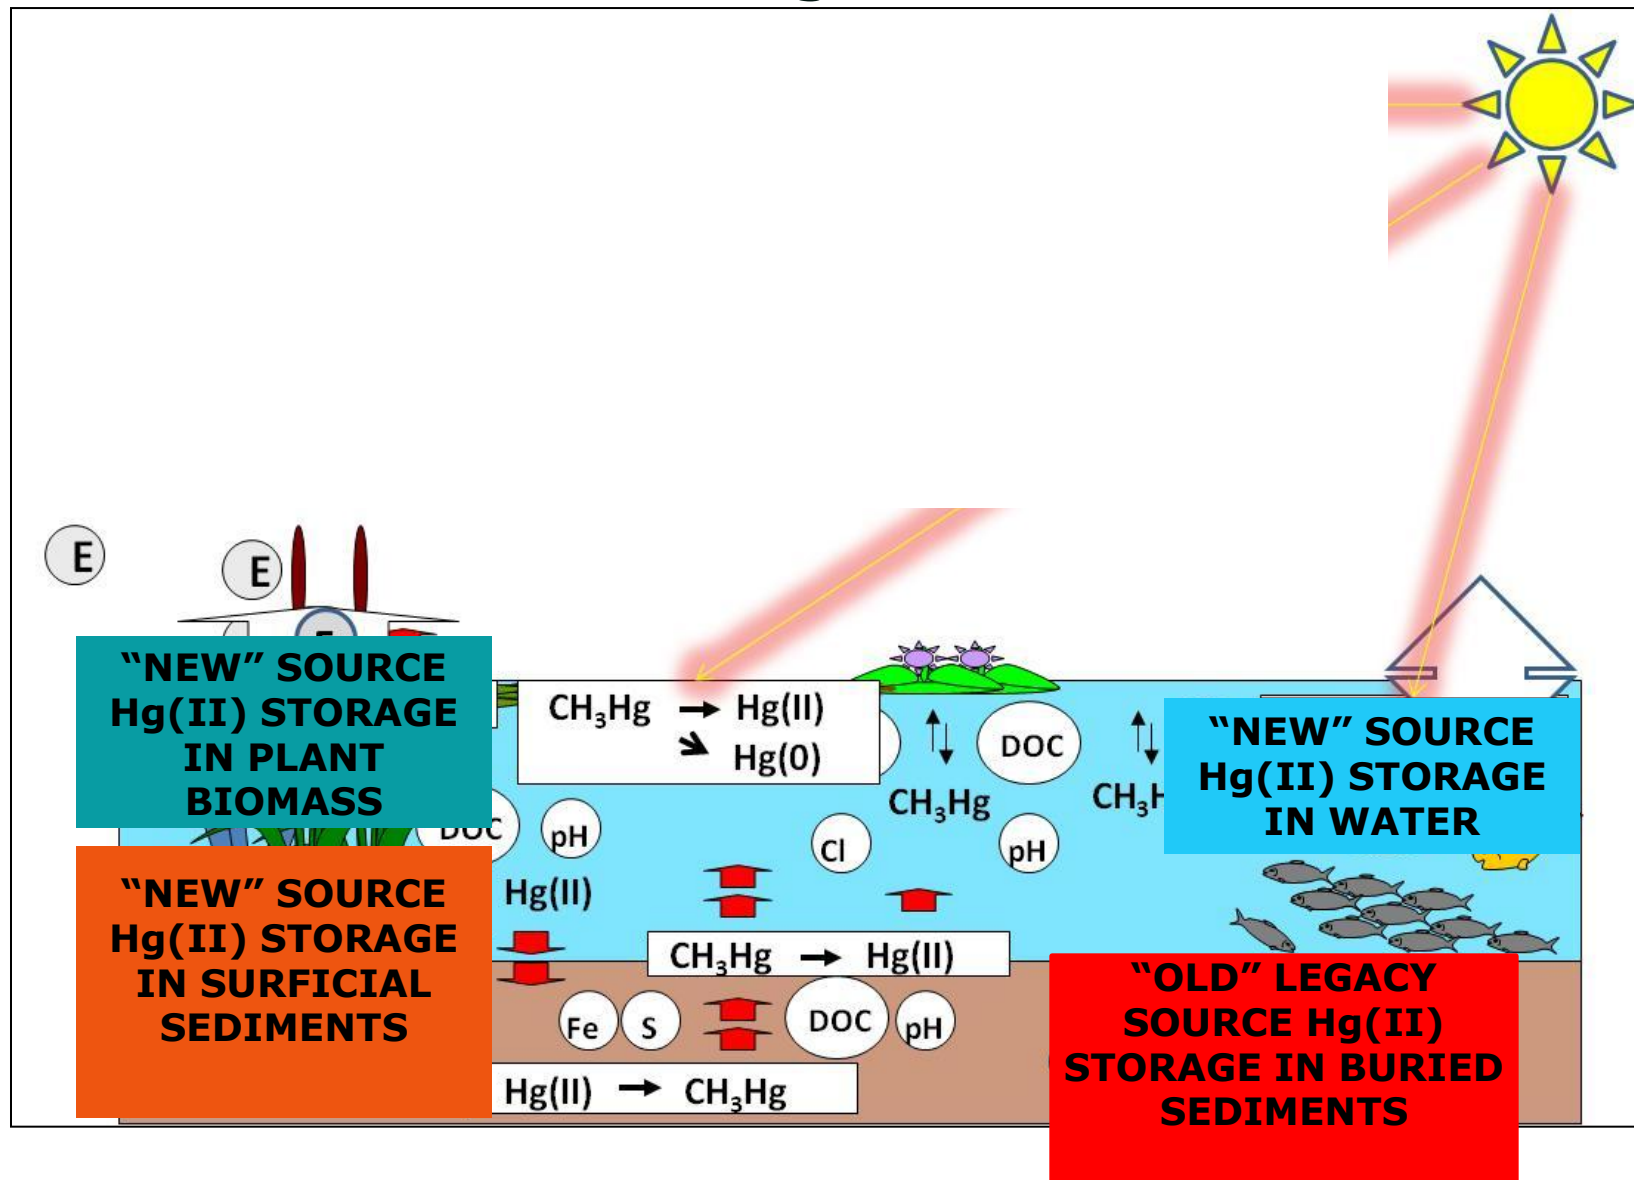 E
E
“NEW” SOURCE
Hg(II) STORAGE
IN PLANT
BIOMASS
CH₃Hg → Hg(II)
Hg(0)
DOC
“NEW” SOURCE
Hg(II) STORAGE
IN WATER
CH₃Hg
DOC
pH
Cl
pH
“NEW” SOURCE
Hg(II) STORAGE
IN SURFICIAL
SEDIMENTS
Hg(II)
CH₃Hg → Hg(II)
Fe
S
DOC
pH
“OLD” LEGACY
SOURCE Hg(II)
STORAGE IN BURIED
SEDIMENTS
Hg(II) → CH₃Hg